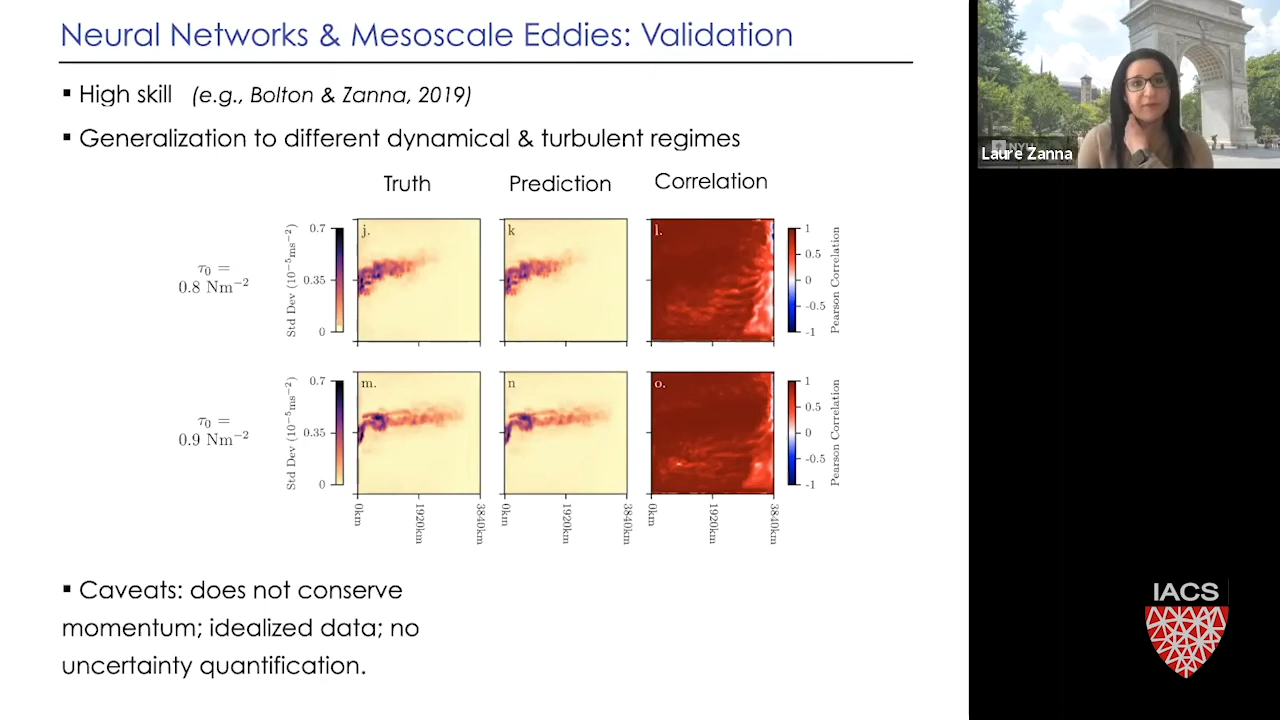 Neural Networks & Mesoscale Eddies: Validation
▪ High skill (e.g., Bolton & Zanna, 2019)
▪ Generalization to different dynamical & turbulent regimes
Truth Prediction Correlation
τ₀ =
0.8 Nm⁻²
Std Dev (10⁻⁵ms⁻²)
0.7
0.35
0
j.
k
l.
1
0.5
0
-0.5
-1
Pearson Correlation
τ₀ =
0.9 Nm⁻²
Std Dev (10⁻⁵ms⁻²)
0.7
0.35
0
m.
n
o.
1
0.5
0
-0.5
-1
Pearson Correlation
0km 1920km 3840km 0km 1920km 3840km 0km 1920km 3840km
▪ Caveats: does not conserve
momentum; idealized data; no
uncertainty quantification.
NYU
Laure Zanna
IACS